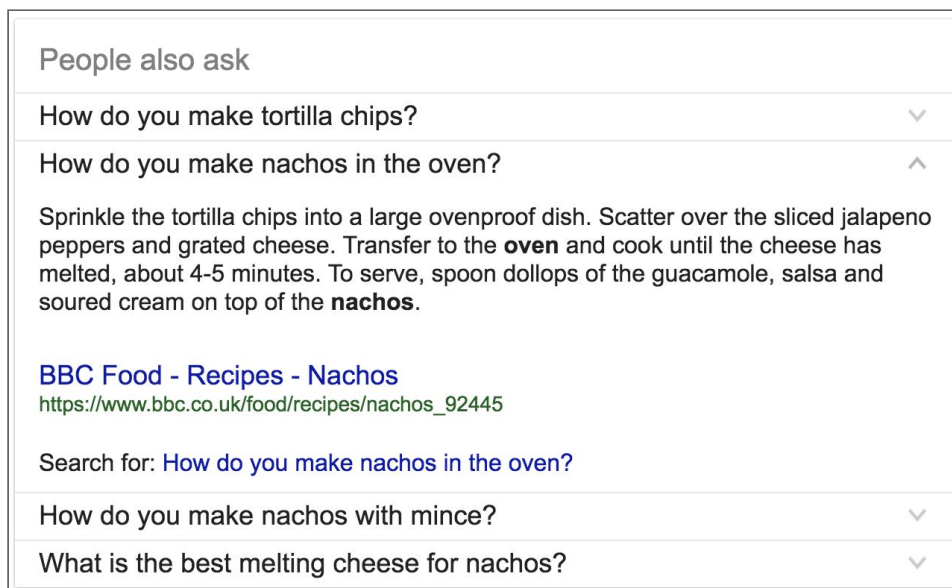 People also ask
How do you make tortilla chips?
How do you make nachos in the oven?
Sprinkle the tortilla chips into a large ovenproof dish. Scatter over the sliced jalapeno
peppers and grated cheese. Transfer to the oven and cook until the cheese has
melted, about 4-5 minutes. To serve, spoon dollops of the guacamole, salsa and
soured cream on top of the nachos.
BBC Food - Recipes - Nachos
https://www.bbc.co.uk/food/recipes/nachos_92445
Search for: How do you make nachos in the oven?
How do you make nachos with mince?
What is the best melting cheese for nachos?